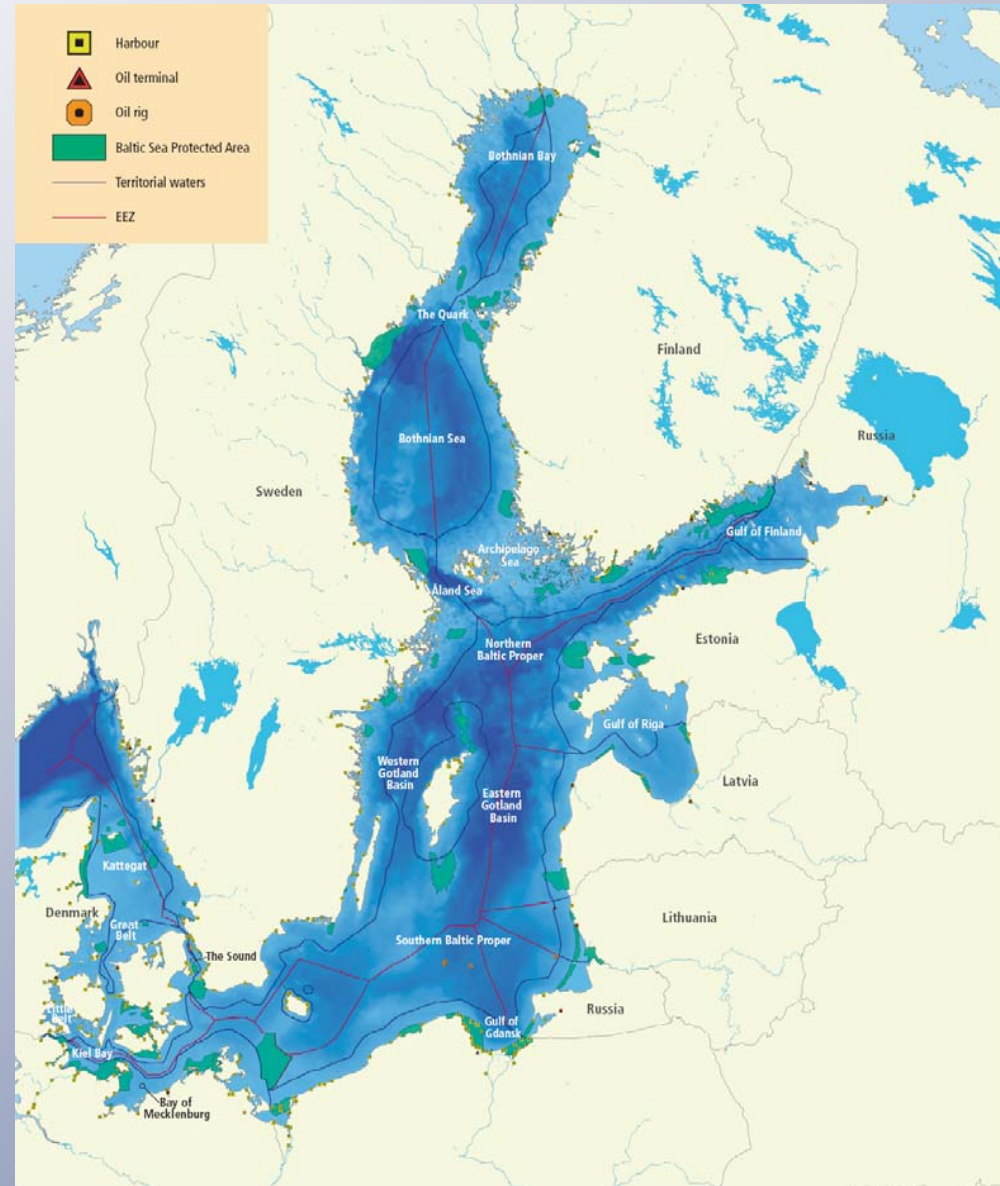 Harbour
Oil terminal
Oil rig
Baltic Sea Protected Area
Territorial waters
EEZ
Bothnian Bay
The Quark
Finland
Russia
Bothnian Sea
Sweden
Gulf of Finland
Archipelago
Sea
Åland Sea
Estonia
Northern
Baltic Proper
Gulf of Riga
Western
Gotland
Basin
Latvia
Eastern
Gotland
Basin
Kattegat
Denmark
Great
Belt
Lithuania
Southern Baltic Proper
The Sound
Russia
Little
Belt
Gulf of
Gdansk
Kiel Bay
Bay of
Mecklenburg